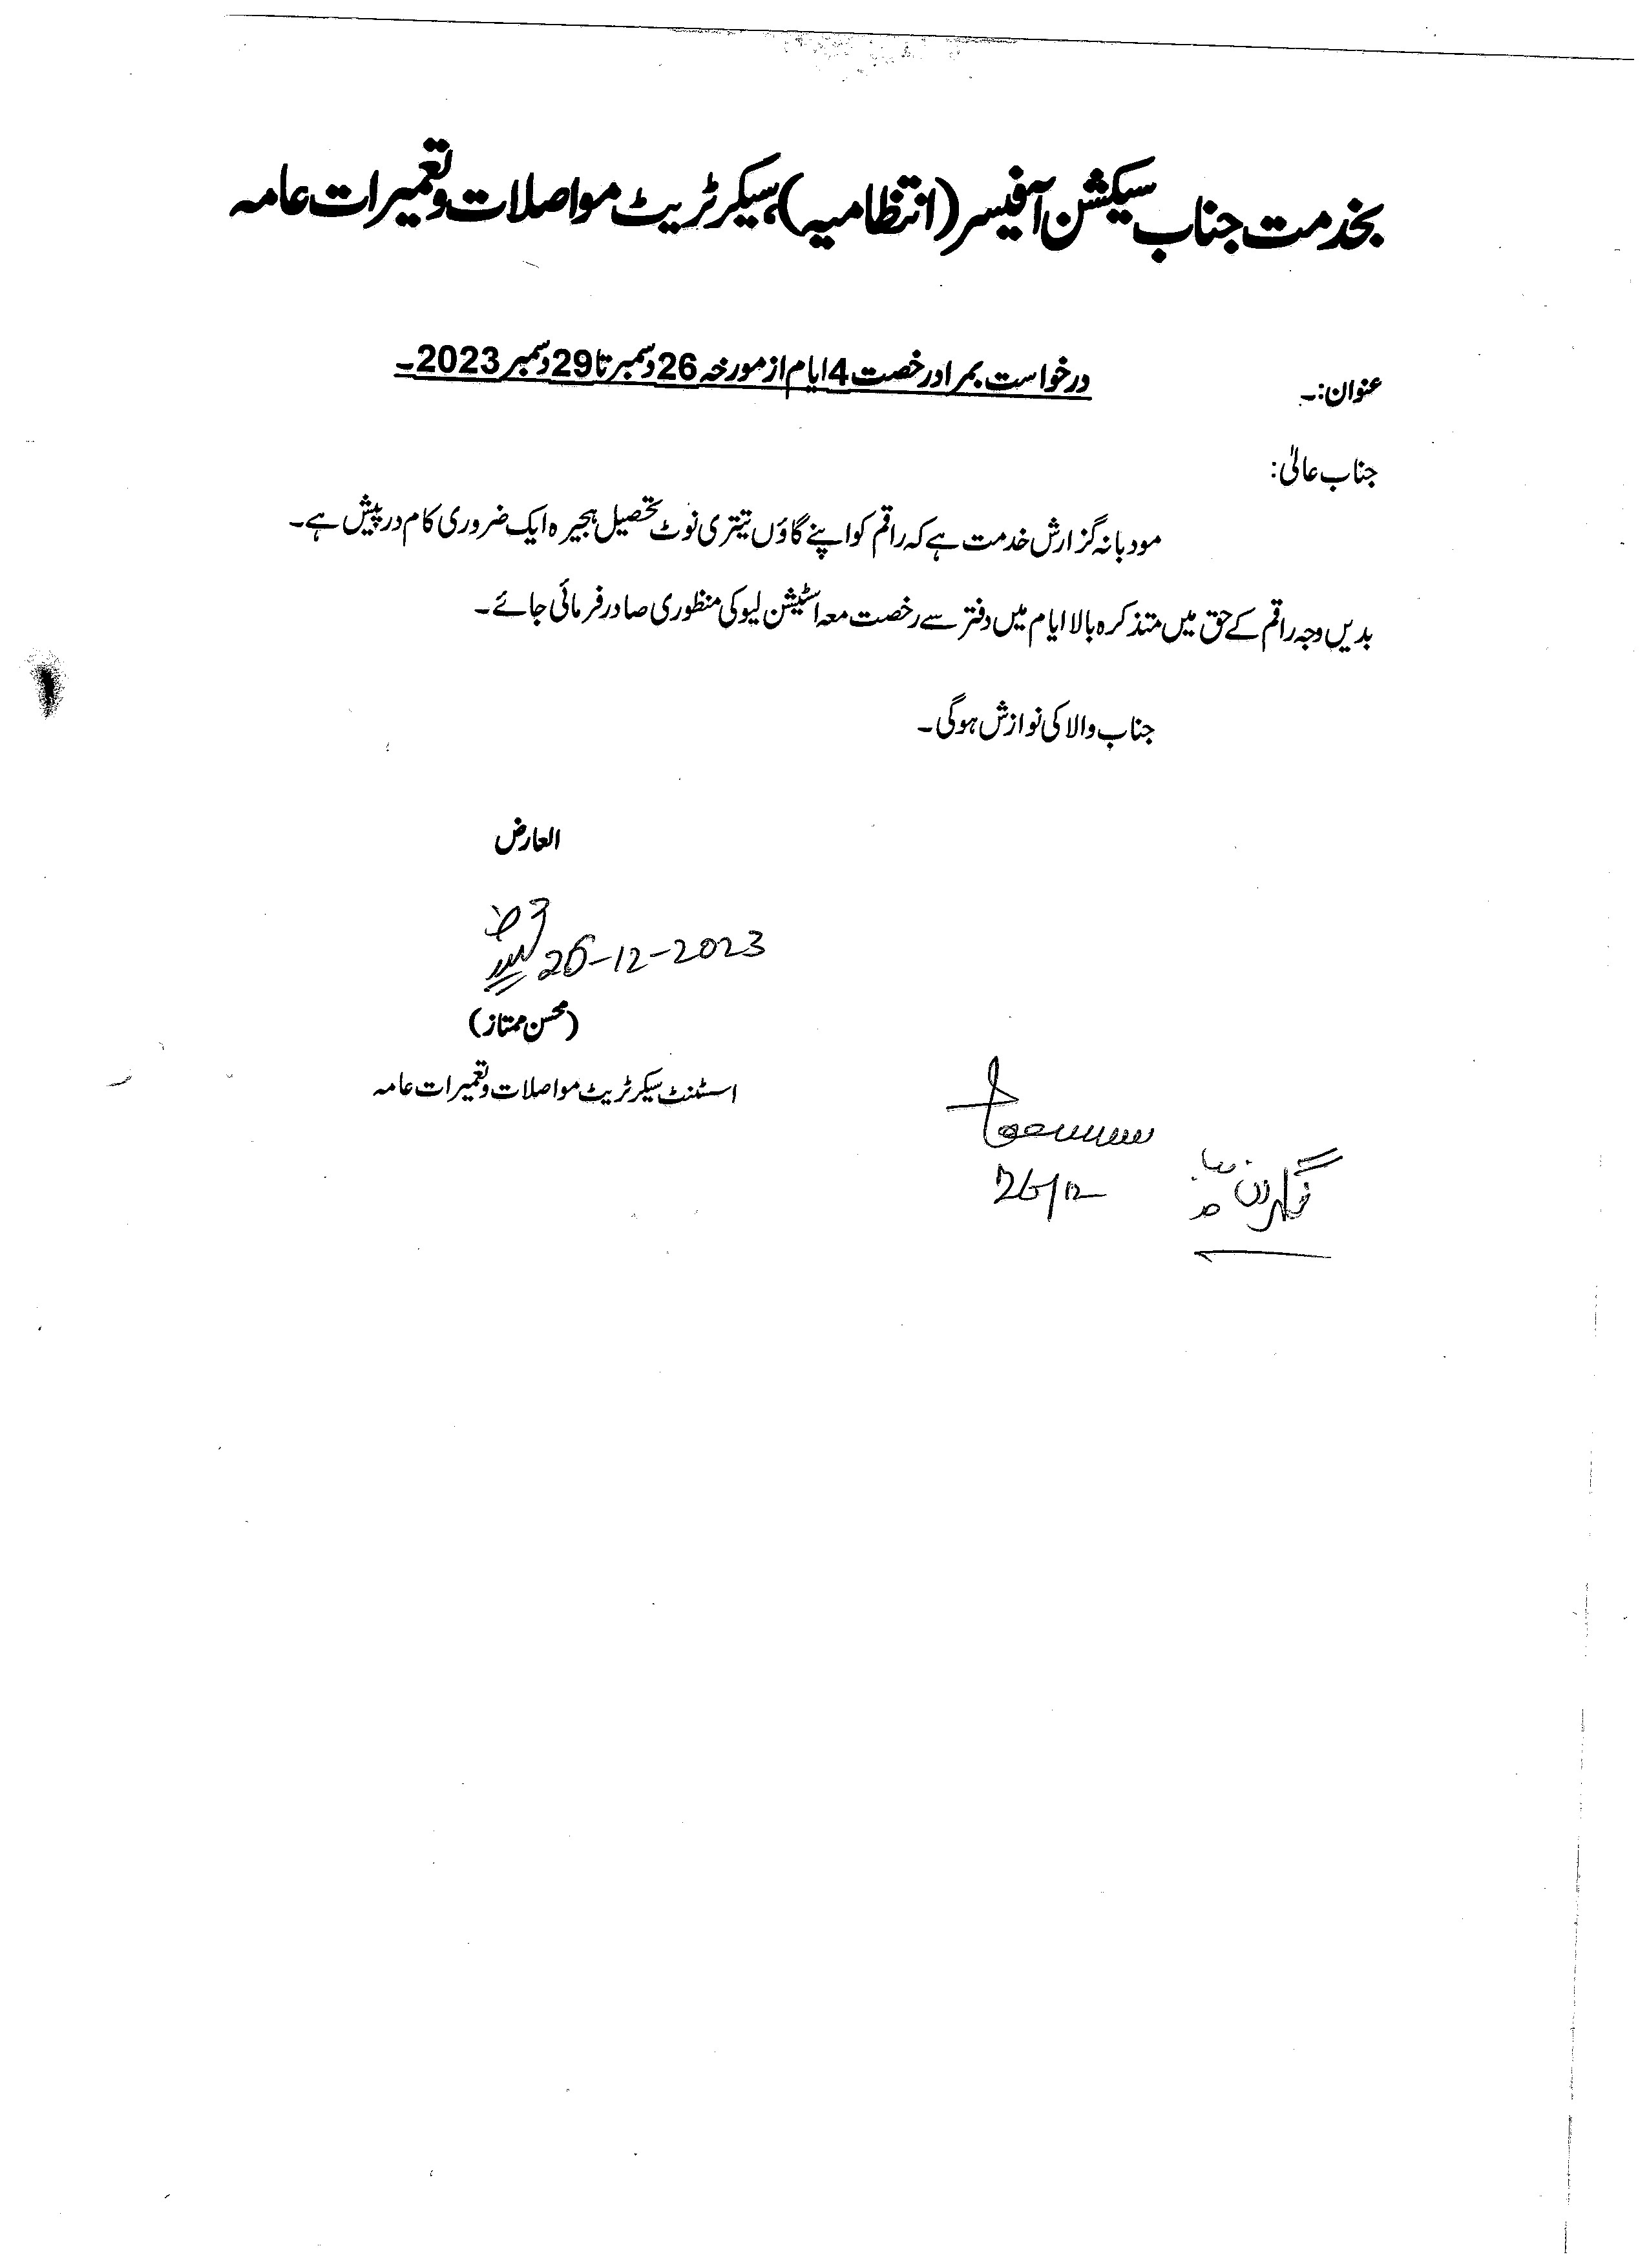 بخدمت جناب سیکشن آفیسر (انتظامیہ)، سیکرٹریٹ مواصلات و تعمیرات عامہ
عنوان:۔ درخواست بمراد رخصت 4 ایام از مورخہ 26 دسمبر تا 29 دسمبر 2023۔
جناب عالیٰ:
مودبانہ گزارش خدمت ہے کہ راقم کو اپنے گاؤں تیتری نوٹ تحصیل ہجیرہ ایک ضروری کام درپیش ہے۔
بدیں وجہ راقم کے حق میں متذکرہ بالا ایام میں دفتر سے رخصت معہ اسٹیشن لیو کی منظوری صادر فرمائی جائے۔
جناب والا کی نوازش ہوگی۔
العارض
26-12-2023
(محسن ممتاز)
اسسٹنٹ سیکرٹریٹ مواصلات و تعمیرات عامہ
26/12